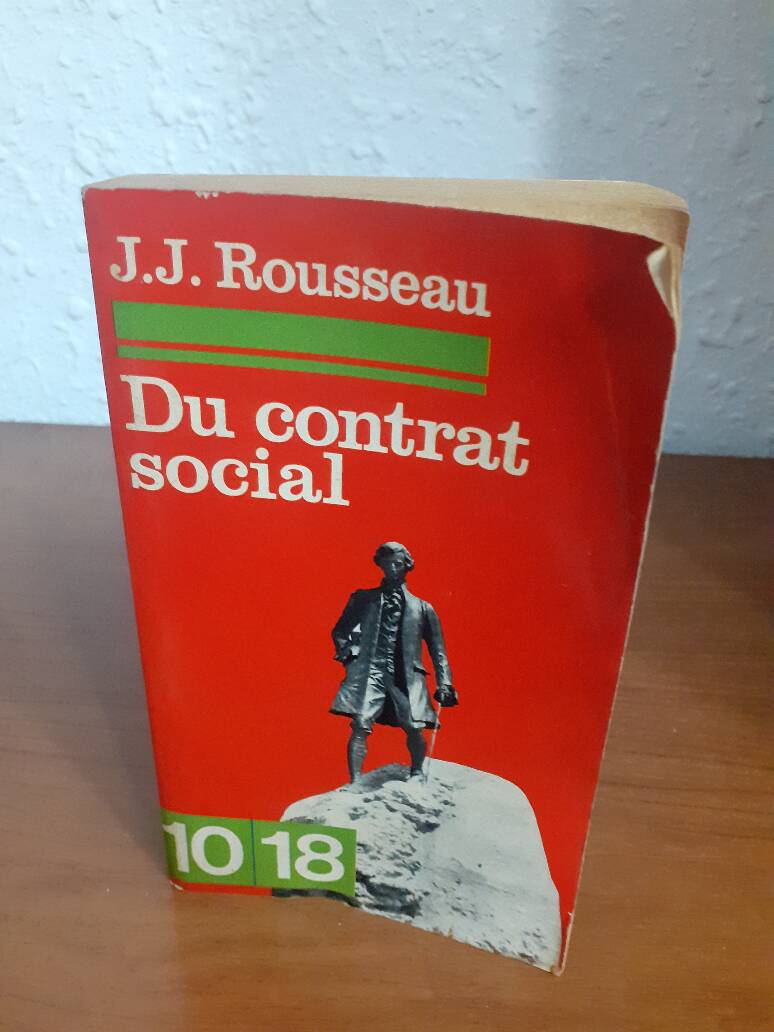 J.J. Rousseau
Du contrat
social
10 18